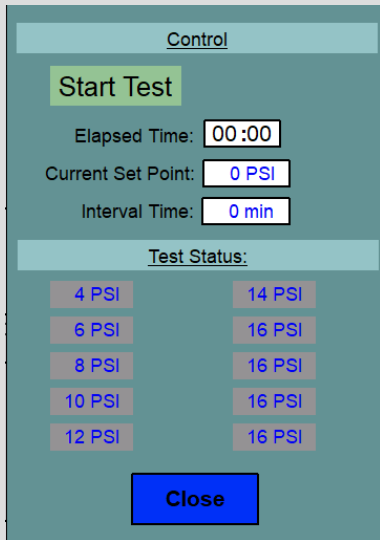 Control
Start Test
Elapsed Time: 00:00
Current Set Point: 0 PSI
Interval Time: 0 min
Test Status:
4 PSI 14 PSI
6 PSI 16 PSI
8 PSI 16 PSI
10 PSI 16 PSI
12 PSI 16 PSI
Close